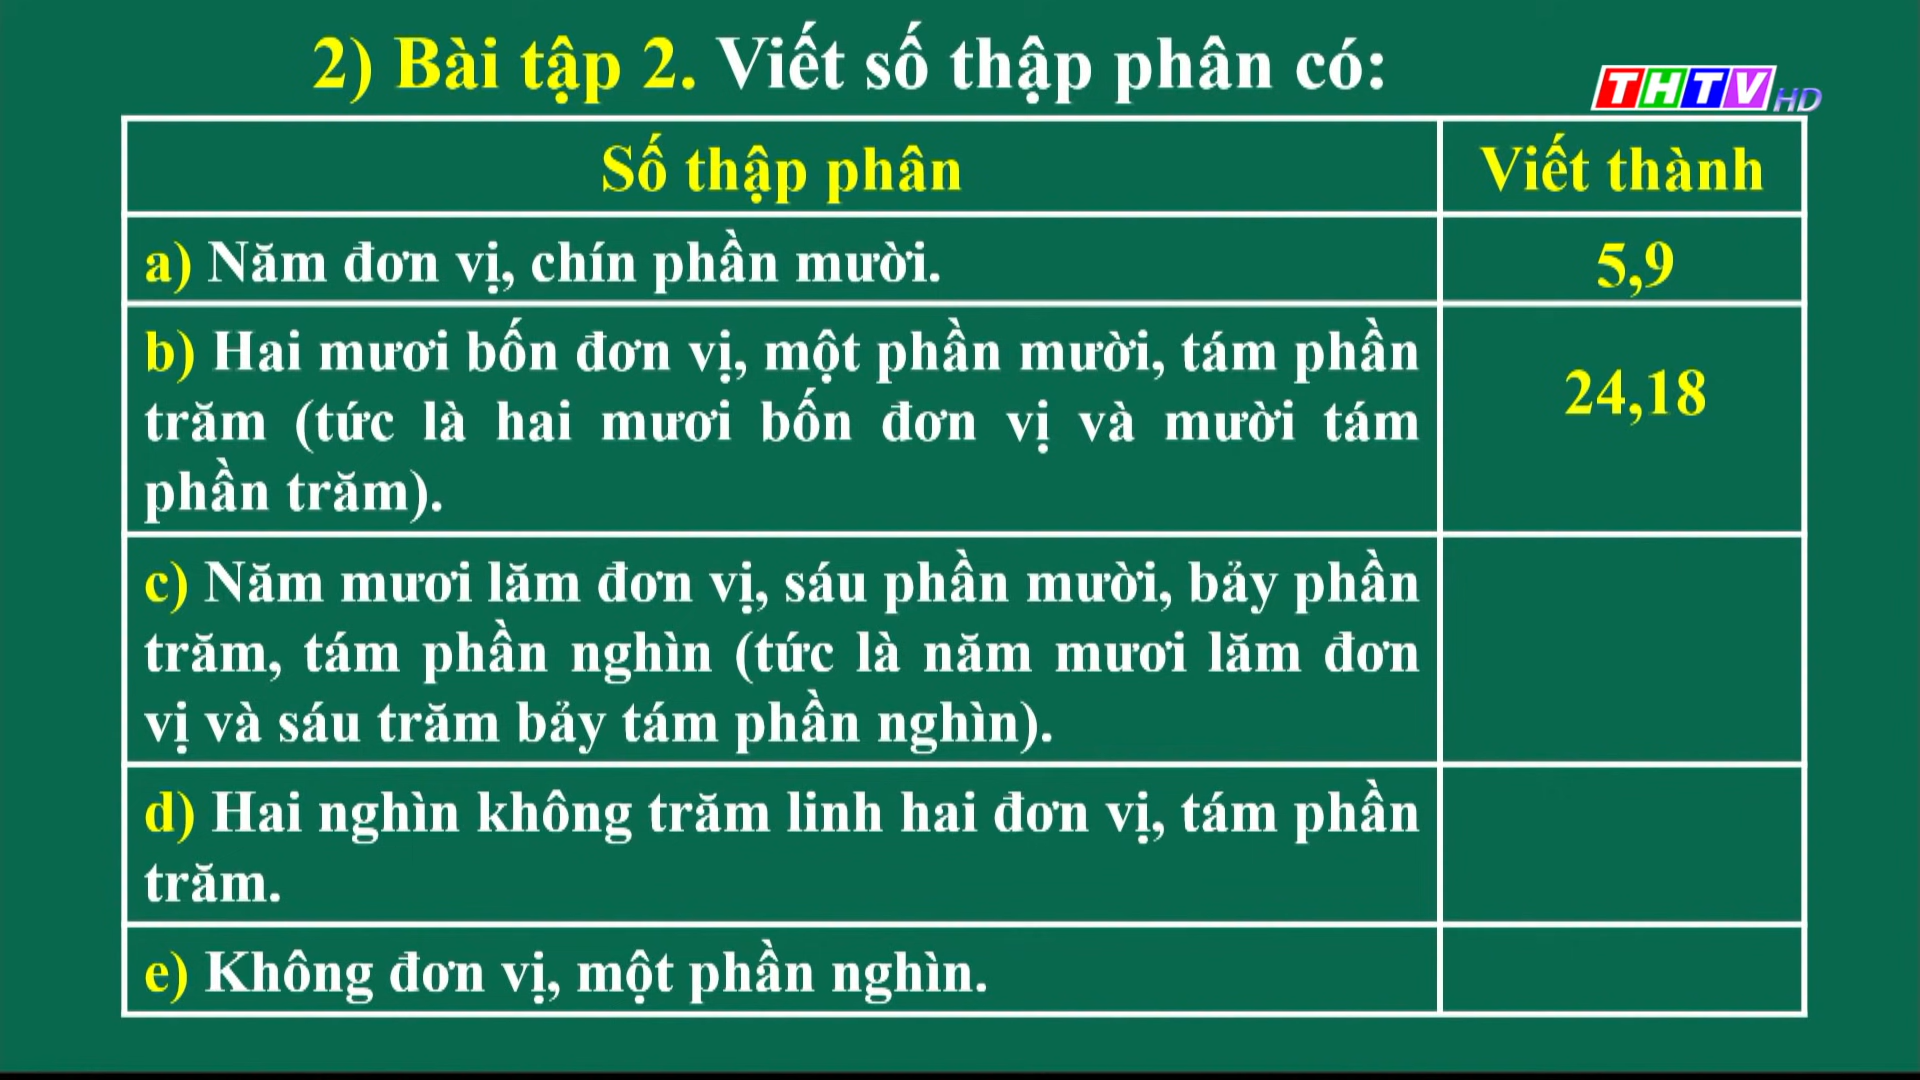 2) Bài tập 2. Viết số thập phân có:
THTV HD
Số thập phân
Viết thành
a) Năm đơn vị, chín phần mười.
5,9
b) Hai mươi bốn đơn vị, một phần mười, tám phần
trăm (tức là hai mươi bốn đơn vị và mười tám
phần trăm).
24,18
c) Năm mươi lăm đơn vị, sáu phần mười, bảy phần
trăm, tám phần nghìn (tức là năm mươi lăm đơn
vị và sáu trăm bảy tám phần nghìn).
d) Hai nghìn không trăm linh hai đơn vị, tám phần
trăm.
e) Không đơn vị, một phần nghìn.